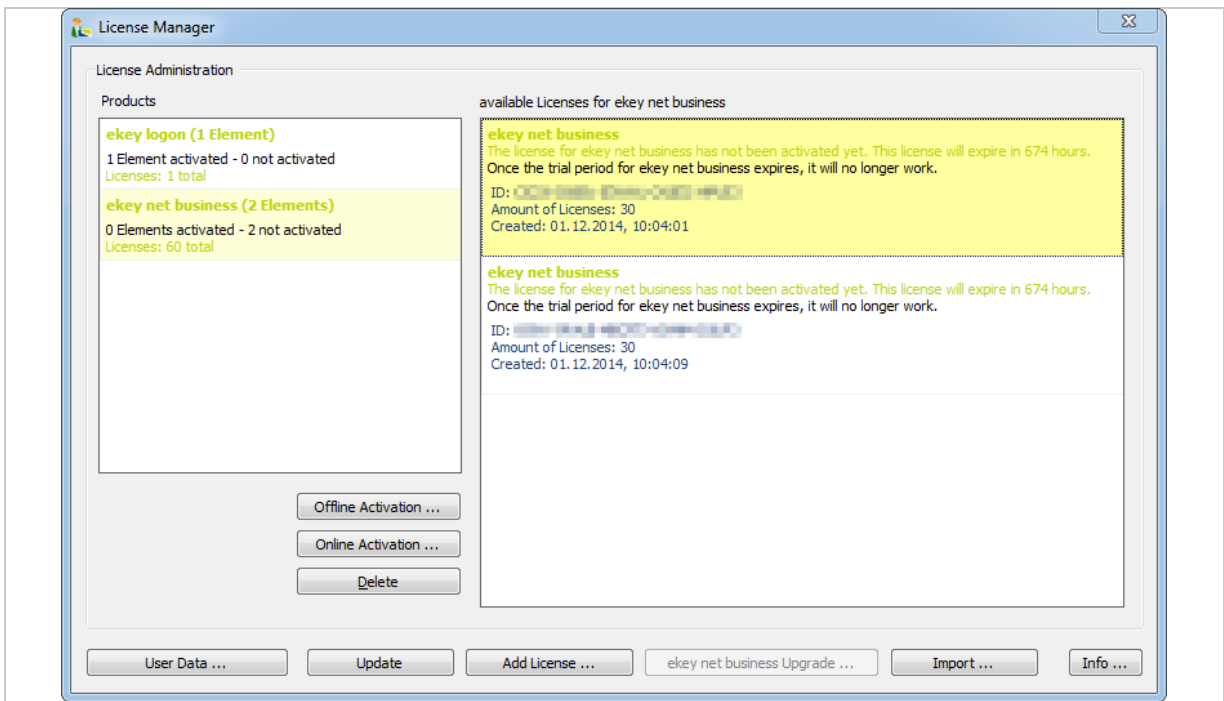 License Manager
License Administration
Products
ekey logon (1 Element)
1 Element activated - 0 not activated
Licenses: 1 total
ekey net business (2 Elements)
0 Elements activated - 2 not activated
Licenses: 60 total
available Licenses for ekey net business
ekey net business
The license for ekey net business has not been activated yet. This license will expire in 674 hours.
Once the trial period for ekey net business expires, it will no longer work.
ID:
Amount of Licenses: 30
Created: 01.12.2014, 10:04:01
ekey net business
The license for ekey net business has not been activated yet. This license will expire in 674 hours.
Once the trial period for ekey net business expires, it will no longer work.
ID:
Amount of Licenses: 30
Created: 01.12.2014, 10:04:09
Offline Activation ...
Online Activation ...
Delete
User Data ...
Update
Add License ...
ekey net business Upgrade ...
Import ...
Info ...